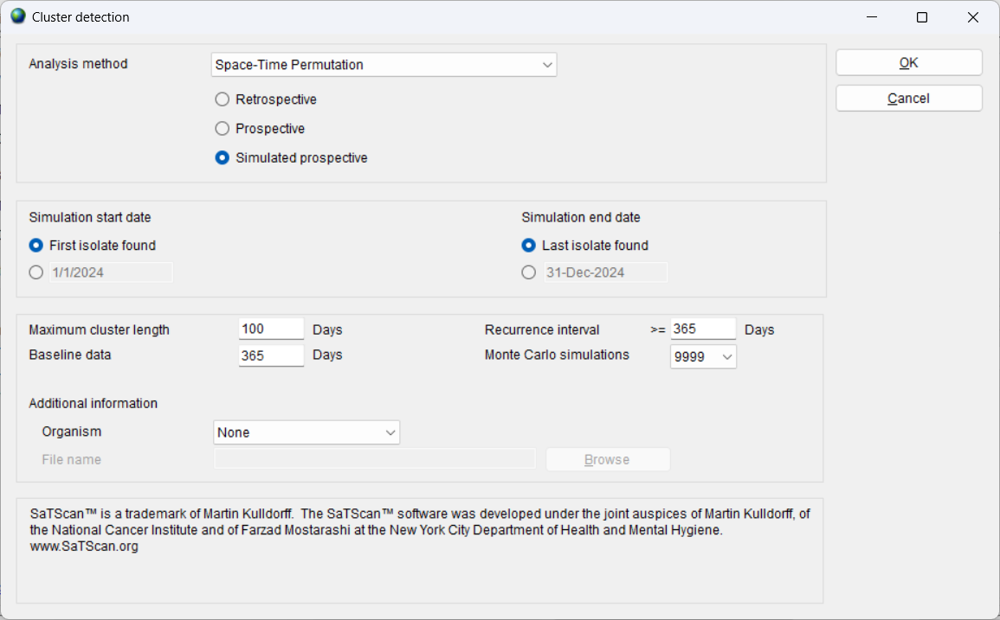 Cluster detection
Analysis method
Space-Time Permutation
OK
Retrospective
Cancel
Prospective
Simulated prospective
Simulation start date
Simulation end date
First isolate found
Last isolate found
1/1/2024
31-Dec-2024
Maximum cluster length 100 Days
Recurrence interval >= 365 Days
Baseline data 365 Days
Monte Carlo simulations 9999
Additional information
Organism None
File name
Browse
SaTScan™ is a trademark of Martin Kulldorff. The SaTScan™ software was developed under the joint auspices of Martin Kulldorff, of
the National Cancer Institute and of Farzad Mostarashi at the New York City Department of Health and Mental Hygiene.
www.SaTScan.org